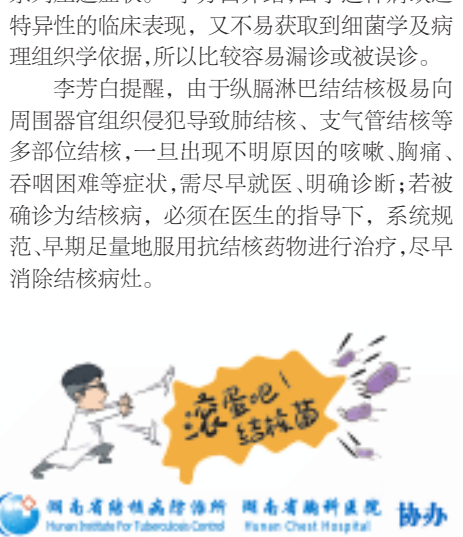 特异性的临床表现，又不易获取到细菌学及病
理组织学依据,所以比较容易漏诊或被误诊。
李芳白提醒，由于纵膈淋巴结结核极易向
周围器官组织侵犯导致肺结核、支气管结核等
多部位结核,一旦出现不明原因的咳嗽、胸痛、
吞咽困难等症状,需尽早就医、明确诊断;若被
确诊为结核病，必须在医生的指导下，系统规
范、早期足量地服用抗结核药物进行治疗,尽早
消除结核病灶。
滚蛋吧！
结核菌
湖南省结核病防治所 湖南省胸科医院 协办
Hunan Institute For Tuberculosis Control Hunan Chest Hospital